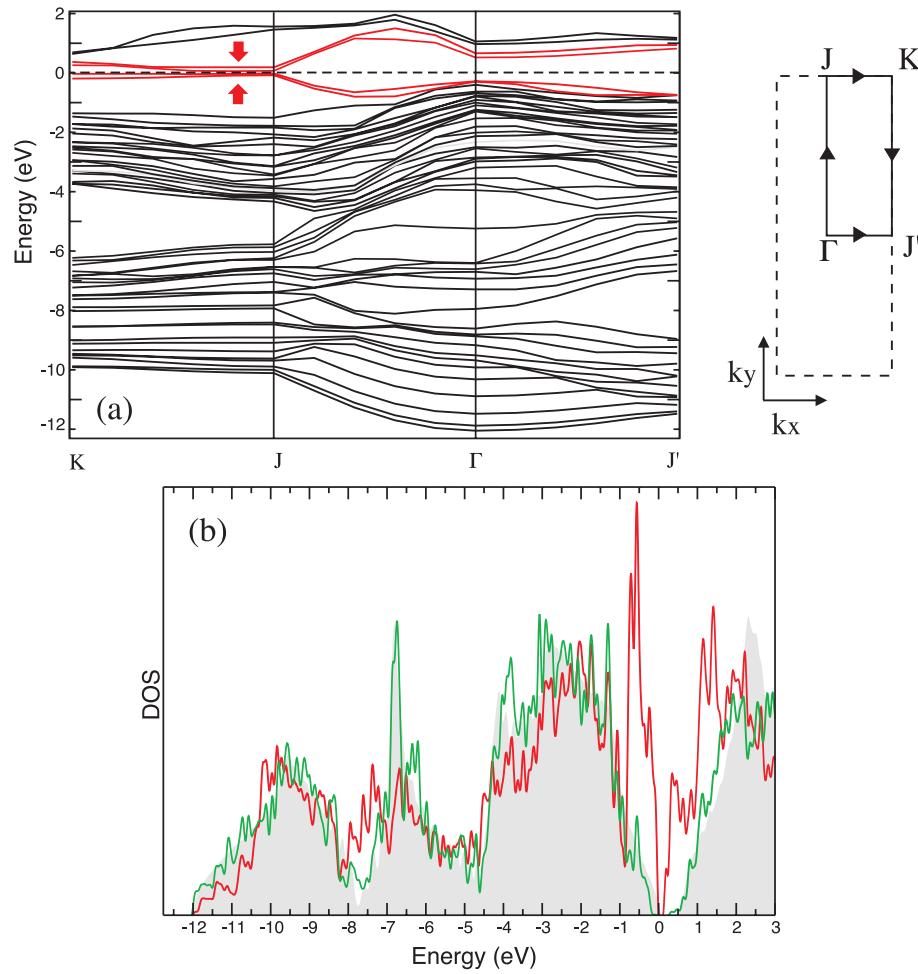 2
0
-2
-4
-6
-8
-10
-12
Energy (eV)
(a)
K J Γ J'
J K
Γ J'
ky
kx
(b)
DOS
-12 -11 -10 -9 -8 -7 -6 -5 -4 -3 -2 -1 0 1 2 3
Energy (eV)